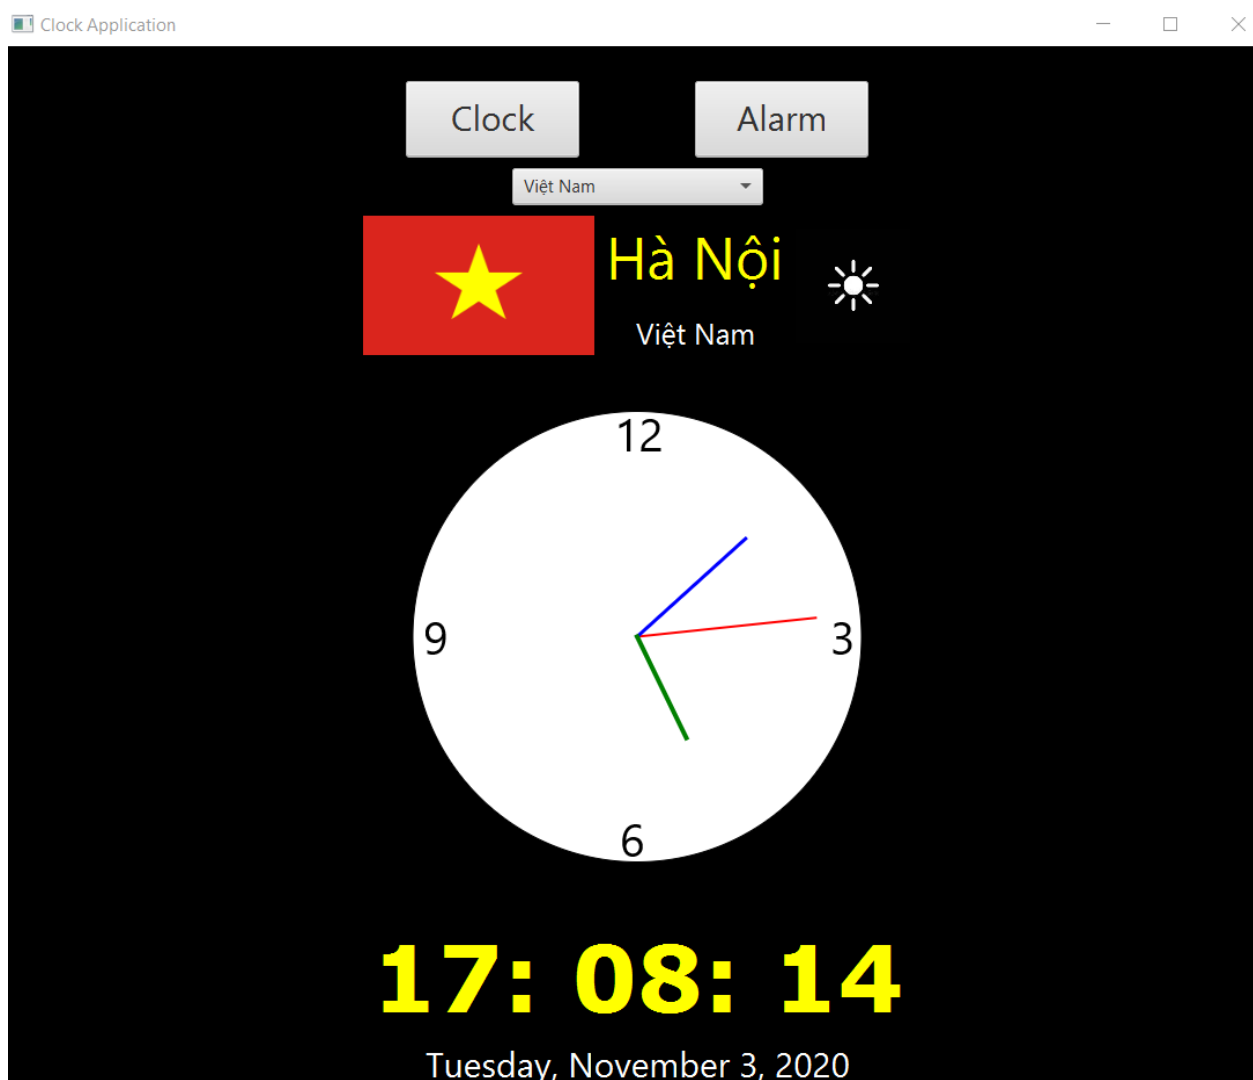 Clock Application
Clock Alarm
Việt Nam
Hà Nội
Việt Nam
12
9 3
6
17: 08: 14
Tuesday, November 3, 2020